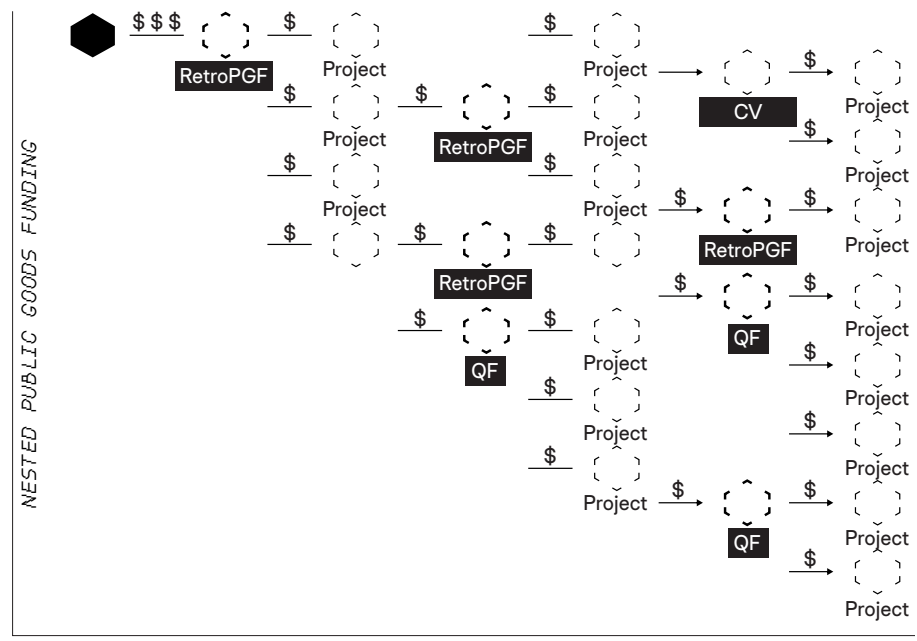 NESTED PUBLIC GOODS FUNDING
$ $ $ $ $
RetroPGF Project Project $
CV Project
$ $ $
Project RetroPGF Project $
Project
$ $
Project Project $ $
RetroPGF Project
$ $ $
RetroPGF $ $
QF Project
$ $
QF Project $
Project
$
Project $
Project
$
Project $ $
QF Project
$
Project